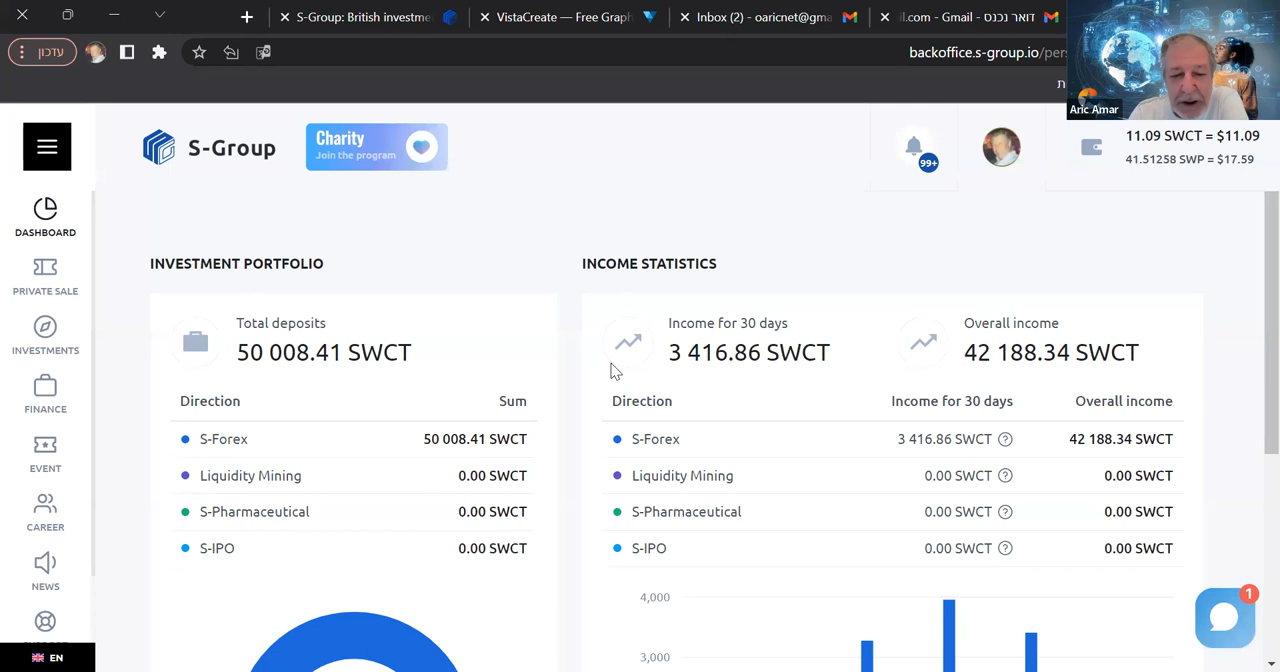 S-Group: British investme
VistaCreate — Free Graph
Inbox (2) - oaricnet@gma
דואר נכנס - il.com - Gmail
עדכון
backoffice.s-group.io/per
ת
Aric Amar
S-Group
Charity
Join the program
99+
11.09 SWCT = $11.09
41.51258 SWP = $17.59
DASHBOARD
PRIVATE SALE
INVESTMENTS
FINANCE
EVENT
CAREER
NEWS
EN
INVESTMENT PORTFOLIO
Total deposits
50 008.41 SWCT
Direction Sum
S-Forex 50 008.41 SWCT
Liquidity Mining 0.00 SWCT
S-Pharmaceutical 0.00 SWCT
S-IPO 0.00 SWCT
INCOME STATISTICS
Income for 30 days Overall income
3 416.86 SWCT 42 188.34 SWCT
Direction Income for 30 days Overall income
S-Forex 3 416.86 SWCT 42 188.34 SWCT
Liquidity Mining 0.00 SWCT 0.00 SWCT
S-Pharmaceutical 0.00 SWCT 0.00 SWCT
S-IPO 0.00 SWCT 0.00 SWCT
4,000
3,000
1